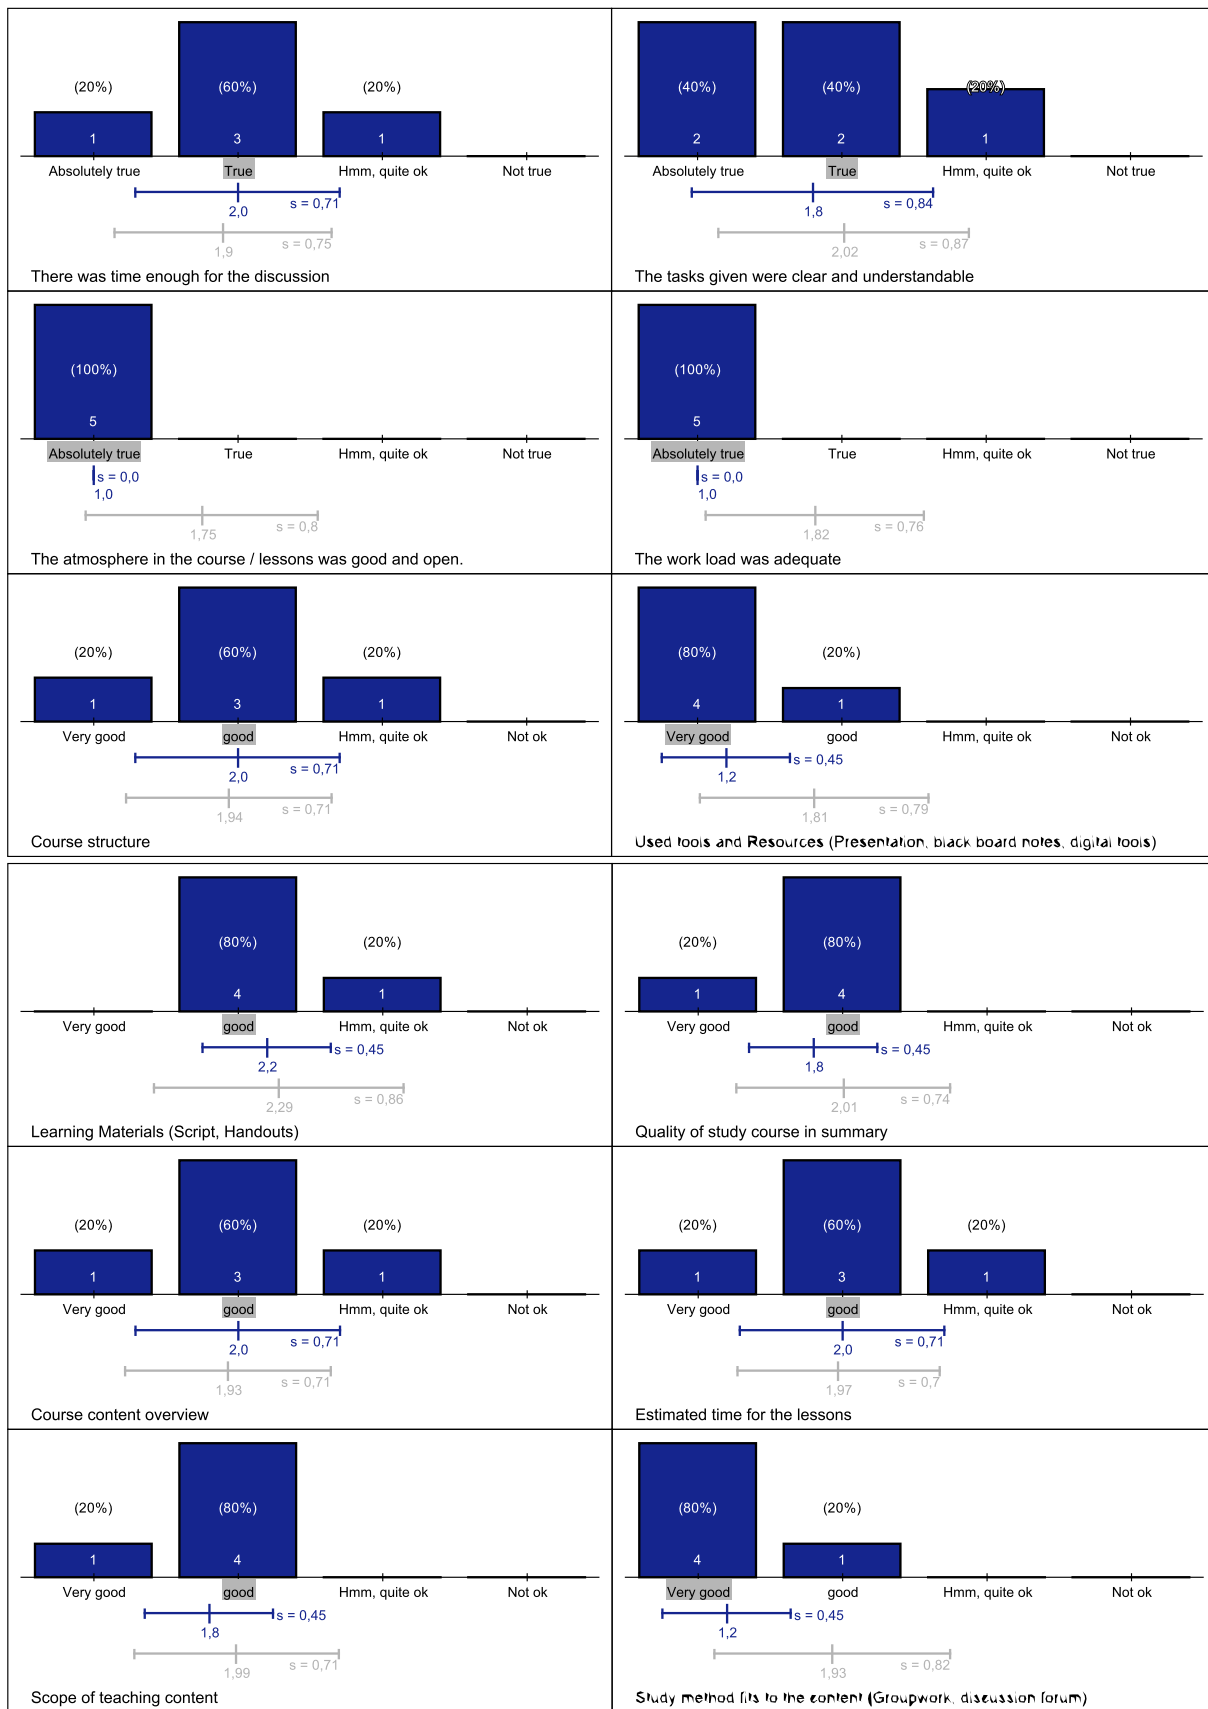 (20%) (60%) (20%)
1 3 1
Absolutely true True Hmm, quite ok Not true
s = 0,71
2,0
s = 0,75
1,9
There was time enough for the discussion
(40%) (40%) (20%)
2 2 1
Absolutely true True Hmm, quite ok Not true
s = 0,84
1,8
s = 0,87
2,02
The tasks given were clear and understandable
(100%)
5
Absolutely true True Hmm, quite ok Not true
s = 0,0
1,0
s = 0,8
1,75
The atmosphere in the course / lessons was good and open.
(100%)
5
Absolutely true True Hmm, quite ok Not true
s = 0,0
1,0
s = 0,76
1,82
The work load was adequate
(20%) (60%) (20%)
1 3 1
Very good good Hmm, quite ok Not ok
s = 0,71
2,0
s = 0,71
1,94
Course structure
(80%) (20%)
4 1
Very good good Hmm, quite ok Not ok
s = 0,45
1,2
s = 0,79
1,81
Used tools and Resources (Presentation, black board notes, digital tools)
(80%) (20%)
4 1
Very good good Hmm, quite ok Not ok
s = 0,45
2,2
s = 0,86
2,29
Learning Materials (Script, Handouts)
(20%) (80%)
1 4
Very good good Hmm, quite ok Not ok
s = 0,45
1,8
s = 0,74
2,01
Quality of study course in summary
(20%) (60%) (20%)
1 3 1
Very good good Hmm, quite ok Not ok
s = 0,71
2,0
s = 0,71
1,93
Course content overview
(20%) (60%) (20%)
1 3 1
Very good good Hmm, quite ok Not ok
s = 0,71
2,0
s = 0,7
1,97
Estimated time for the lessons
(20%) (80%)
1 4
Very good good Hmm, quite ok Not ok
s = 0,45
1,8
s = 0,71
1,99
Scope of teaching content
(80%) (20%)
4 1
Very good good Hmm, quite ok Not ok
s = 0,45
1,2
s = 0,82
1,93
Study method fits to the content (Groupwork, discussion forum)